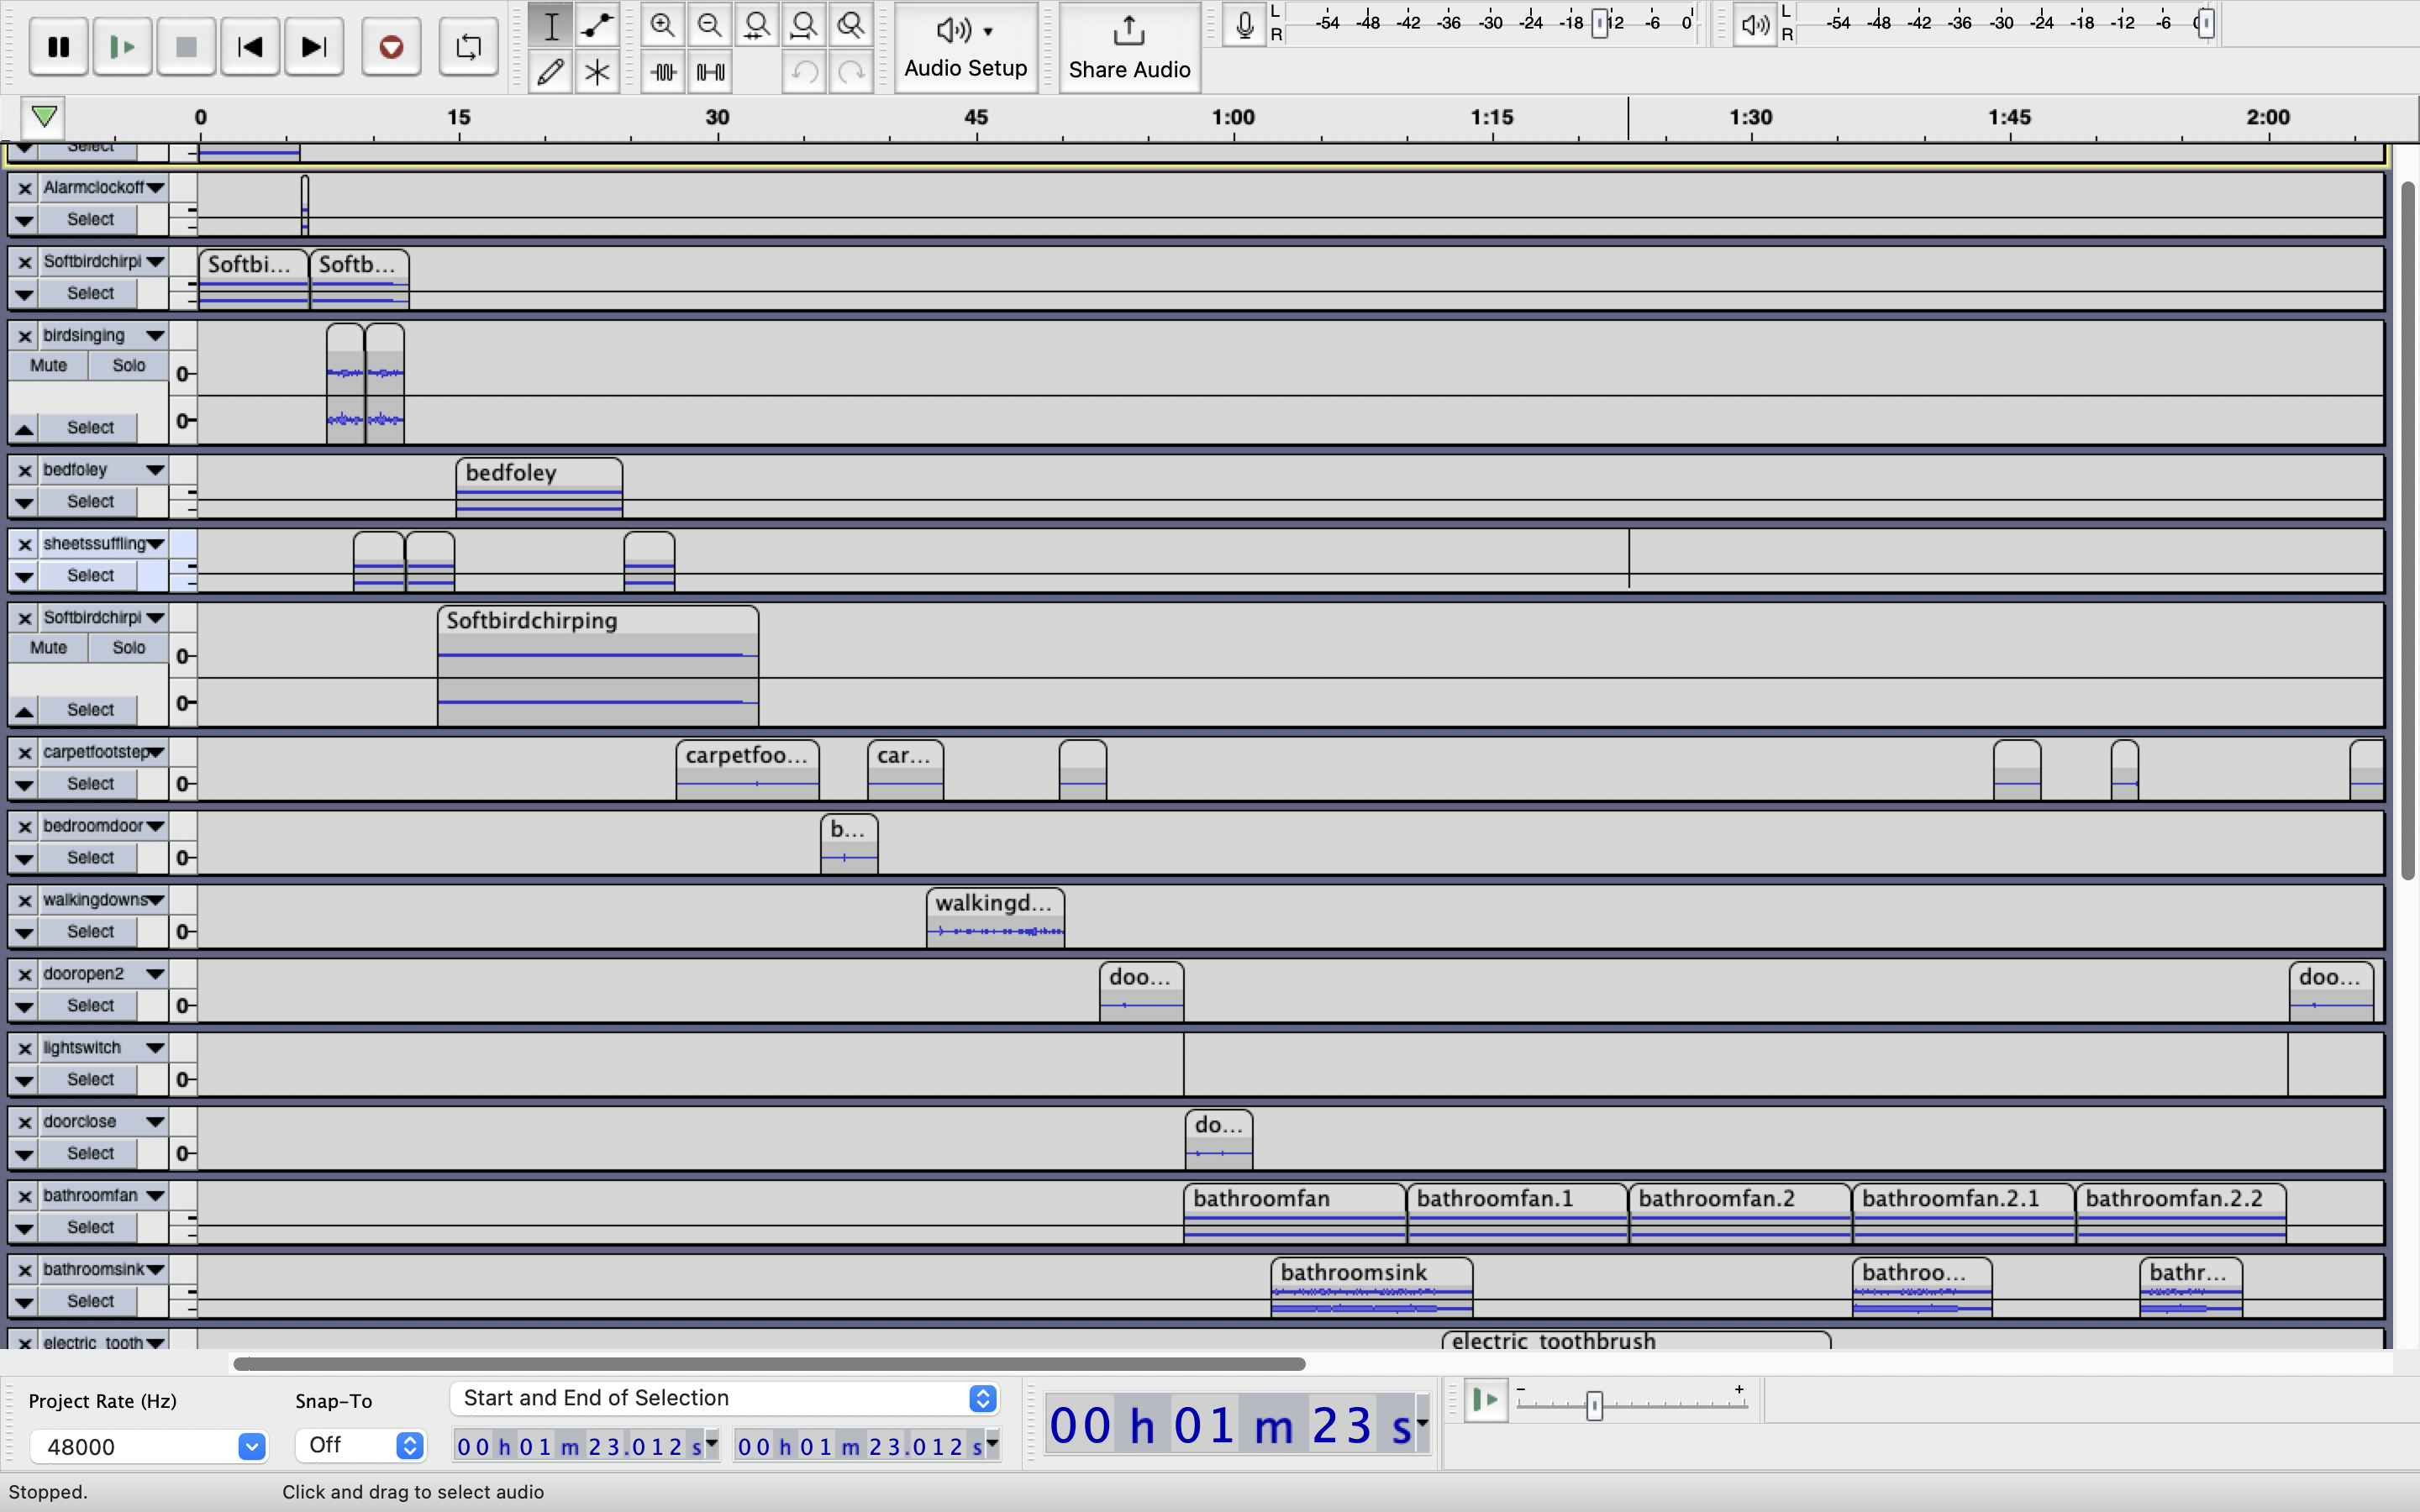 L
R
-54 -48 -42 -36 -30 -24 -18 -12 -6 0
L
R
-54 -48 -42 -36 -30 -24 -18 -12 -6 0
Audio Setup
Share Audio
0 15 30 45 1:00 1:15 1:30 1:45 2:00
Select
Alarmclockoff
Select
Softbirdchirpi
Softbi... Softb...
Select
birdsinging
Mute Solo
0
0
Select
bedfoley
bedfoley
Select
sheetssuffling
Select
Softbirdchirpi
Softbirdchirping
Mute Solo
0
0
Select
carpetfootstep
carpetfoo... car...
Select
0
bedroomdoor
b...
Select
0
walkingdowns
walkingd...
Select
0
dooropen2
doo... doo...
Select
0
lightswitch
Select
0
doorclose
do...
Select
0
bathroomfan
bathroomfan bathroomfan.1 bathroomfan.2 bathroomfan.2.1 bathroomfan.2.2
Select
bathroomsink
bathroomsink bathroo... bathr...
Select
electric_tooth
electric_toothbrush
Project Rate (Hz)
Snap-To
Start and End of Selection
48000
Off
00 h 01 m 23.012 s
00 h 01 m 23.012 s
00 h 01 m 23 s
- +
Stopped.
Click and drag to select audio